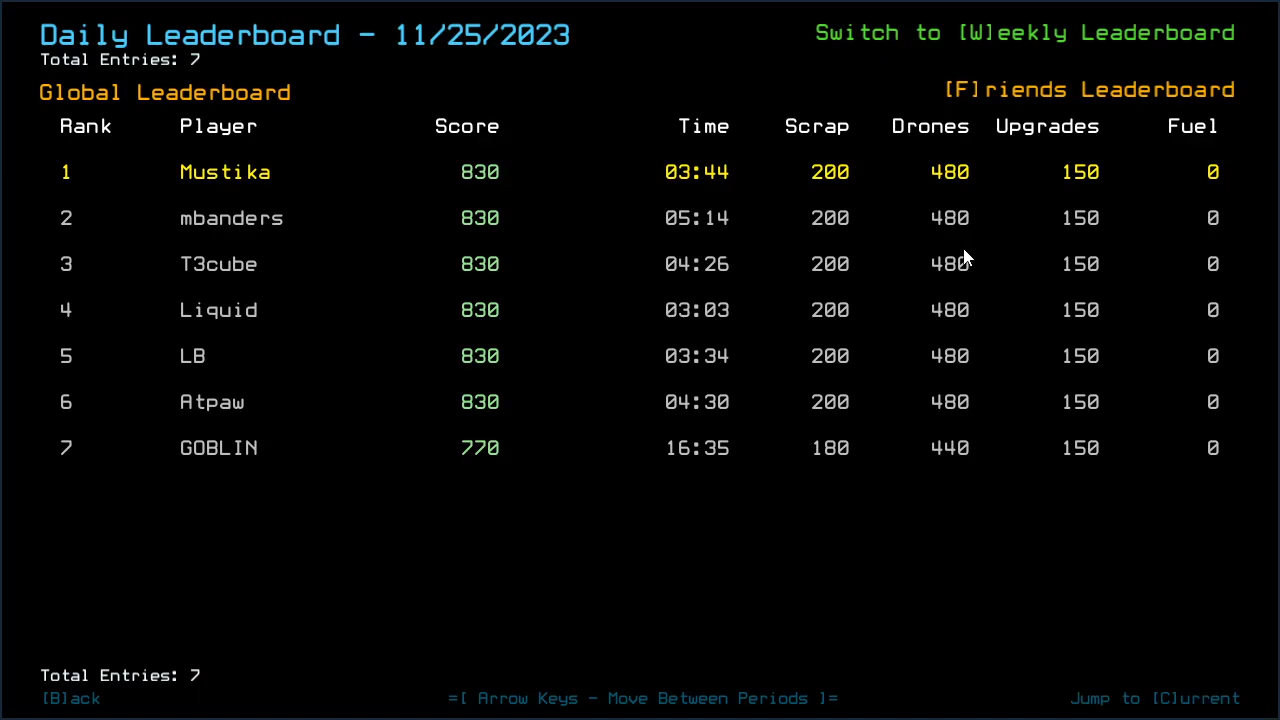 Daily Leaderboard - 11/25/2023 Switch to [W]eekly Leaderboard
Total Entries: 7
Global Leaderboard [F]riends Leaderboard
Rank Player Score Time Scrap Drones Upgrades Fuel
1 Mustika 830 03:44 200 480 150 0
2 mbanders 830 05:14 200 480 150 0
3 T3cube 830 04:26 200 480 150 0
4 Liquid 830 03:03 200 480 150 0
5 LB 830 03:34 200 480 150 0
6 Atpaw 830 04:30 200 480 150 0
7 GOBLIN 770 16:35 180 440 150 0
Total Entries: 7
[B]ack =[ Arrow Keys - Move Between Periods ]= Jump to [C]urrent